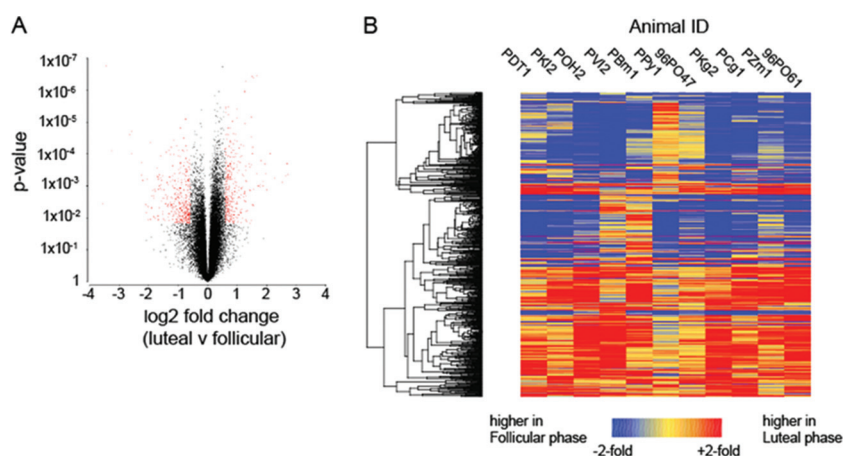 A
p-value
1x10-7
1x10-6
1x10-5
1x10-4
1x10-3
1x10-2
1x10-1
1
-4
-3
-2
-1
0
1
2
3
4
log2 fold change
(luteal v follicular)
B
Animal ID
PDT1
PKI2
POH2
PVI2
PBm1
PPy1
96PO47
PKg2
PCg1
PZm1
96PO61
higher in
Follicular phase
-2-fold
+2-fold
higher in
Luteal phase